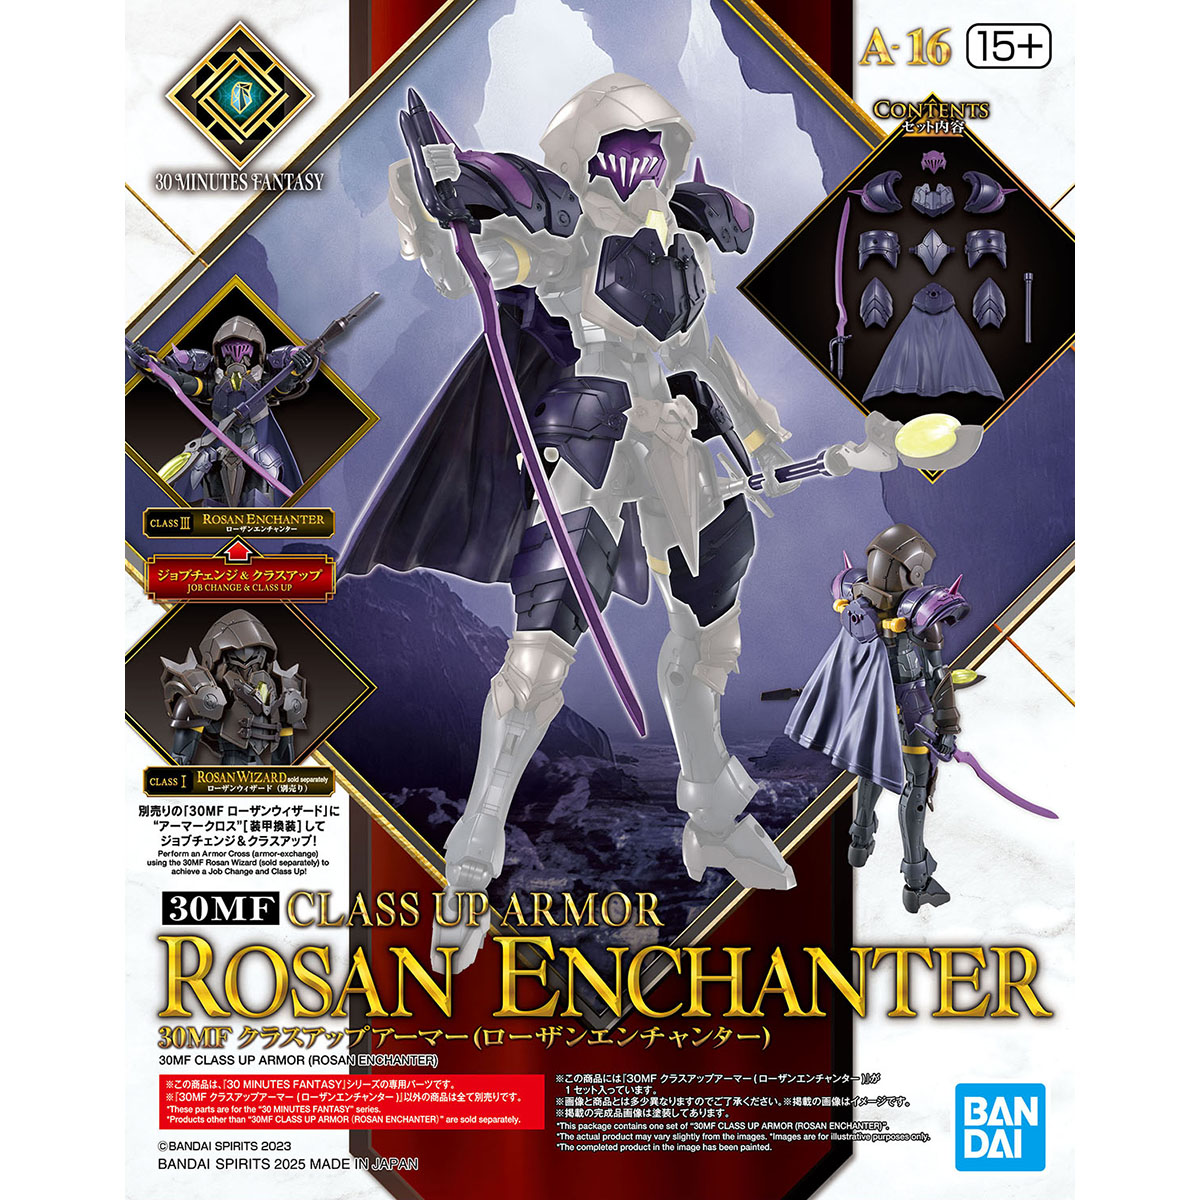 30 MINUTES FANTASY
A-16
15+
CONTENTS
セット内容
CLASS III ROSAN ENCHANTER
ローザンエンチャンター
ジョブチェンジ&クラスアップ
JOB CHANGE & CLASS UP
CLASS I ROSAN WIZARD sold separately
ローザンウィザード(別売り)
別売りの「30MF ローザンウィザード」に
“アーマークロス”[装甲換装]して
ジョブチェンジ&クラスアップ!
Perform an Armor Cross (armor-exchange)
using the 30MF Rosan Wizard (sold separately) to
achieve a Job Change and Class Up!
30MF CLASS UP ARMOR
ROSAN ENCHANTER
30MF クラスアップアーマー(ローザンエンチャンター)
30MF CLASS UP ARMOR (ROSAN ENCHANTER)
※この商品は、「30 MINUTES FANTASY」シリーズの専用パーツです。
※「30MF クラスアップアーマー(ローザンエンチャンター)」以外の商品は全て別売りです。
*These parts are for the “30 MINUTES FANTASY” series.
*Products other than “30MF CLASS UP ARMOR (ROSAN ENCHANTER)” are sold separately.
※この商品には「30MF クラスアップアーマー(ローザンエンチャンター)」が
1セット入っています。
※画像と商品とは多少異なりますのでご了承ください。※掲載の画像はイメージです。
※掲載の完成品画像は塗装してあります。
*This package contains one set of “30MF CLASS UP ARMOR (ROSAN ENCHANTER)”.
*The actual product may vary slightly from the images. *Images are for illustrative purposes only.
*The completed product in the image has been painted.
©BANDAI SPIRITS 2023
BANDAI SPIRITS 2025 MADE IN JAPAN
BAN
DAI